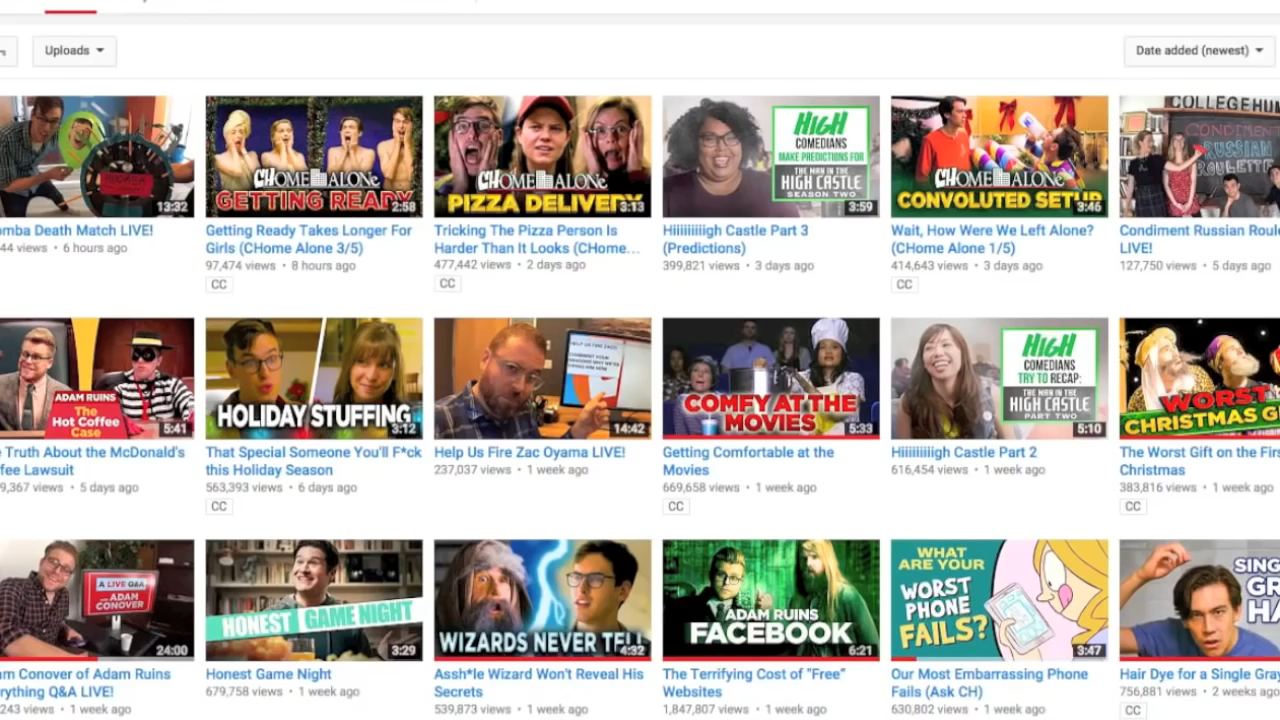 Uploads
Date added (newest)
COLLEGEHU
CONDIMENT
RUSSIAN
ROULETTE
13:32
CHOME ALONE
GETTING READY
2:58
CHOME ALONE
PIZZA DELIVERY
3:13
HIGH
COMEDIANS
MAKE PREDICTIONS FOR
THE MAN IN THE
HIGH CASTLE
SEASON TWO
3:59
CHOME ALONE
CONVOLUTED SETUP
3:46
omba Death Match LIVE!
44 views • 6 hours ago
Getting Ready Takes Longer For
Girls (CHome Alone 3/5)
97,474 views • 8 hours ago
CC
Tricking The Pizza Person Is
Harder Than It Looks (CHome...
477,442 views • 2 days ago
CC
Hiiiiiiiiiigh Castle Part 3
(Predictions)
399,821 views • 3 days ago
Wait, How Were We Left Alone?
(CHome Alone 1/5)
414,643 views • 3 days ago
CC
Condiment Russian Roule
LIVE!
127,750 views • 5 days ago
ADAM RUINS
The
Hot Coffee
Case
5:41
HOLIDAY STUFFING
3:12
14:42
COMFY AT THE
MOVIES
5:33
HIGH
COMEDIANS
TRY TO RECAP:
THE MAN IN THE
HIGH CASTLE
PART TWO
5:10
WORST
CHRISTMAS G
e Truth About the McDonald's
fee Lawsuit
9,367 views • 5 days ago
That Special Someone You'll F*ck
this Holiday Season
563,393 views • 6 days ago
CC
Help Us Fire Zac Oyama LIVE!
237,037 views • 1 week ago
Getting Comfortable at the
Movies
669,658 views • 1 week ago
CC
Hiiiiiiiiiigh Castle Part 2
616,454 views • 1 week ago
The Worst Gift on the Firs
Christmas
383,816 views • 1 week ago
CC
A LIVE Q&A
ADAM
CONOVER
24:00
HONEST GAME NIGHT
3:29
WIZARDS NEVER TELL
4:32
ADAM RUINS
FACEBOOK
6:21
WHAT
ARE YOUR
WORST
PHONE
FAILS?
3:47
SING
GR
HA
am Conover of Adam Ruins
rything Q&A LIVE!
243 views • 1 week ago
Honest Game Night
679,758 views • 1 week ago
Assh*le Wizard Won't Reveal His
Secrets
539,873 views • 1 week ago
The Terrifying Cost of "Free"
Websites
1,847,807 views • 1 week ago
Our Most Embarrassing Phone
Fails (Ask CH)
630,802 views • 1 week ago
Hair Dye for a Single Gray
756,881 views • 2 weeks ago
CC